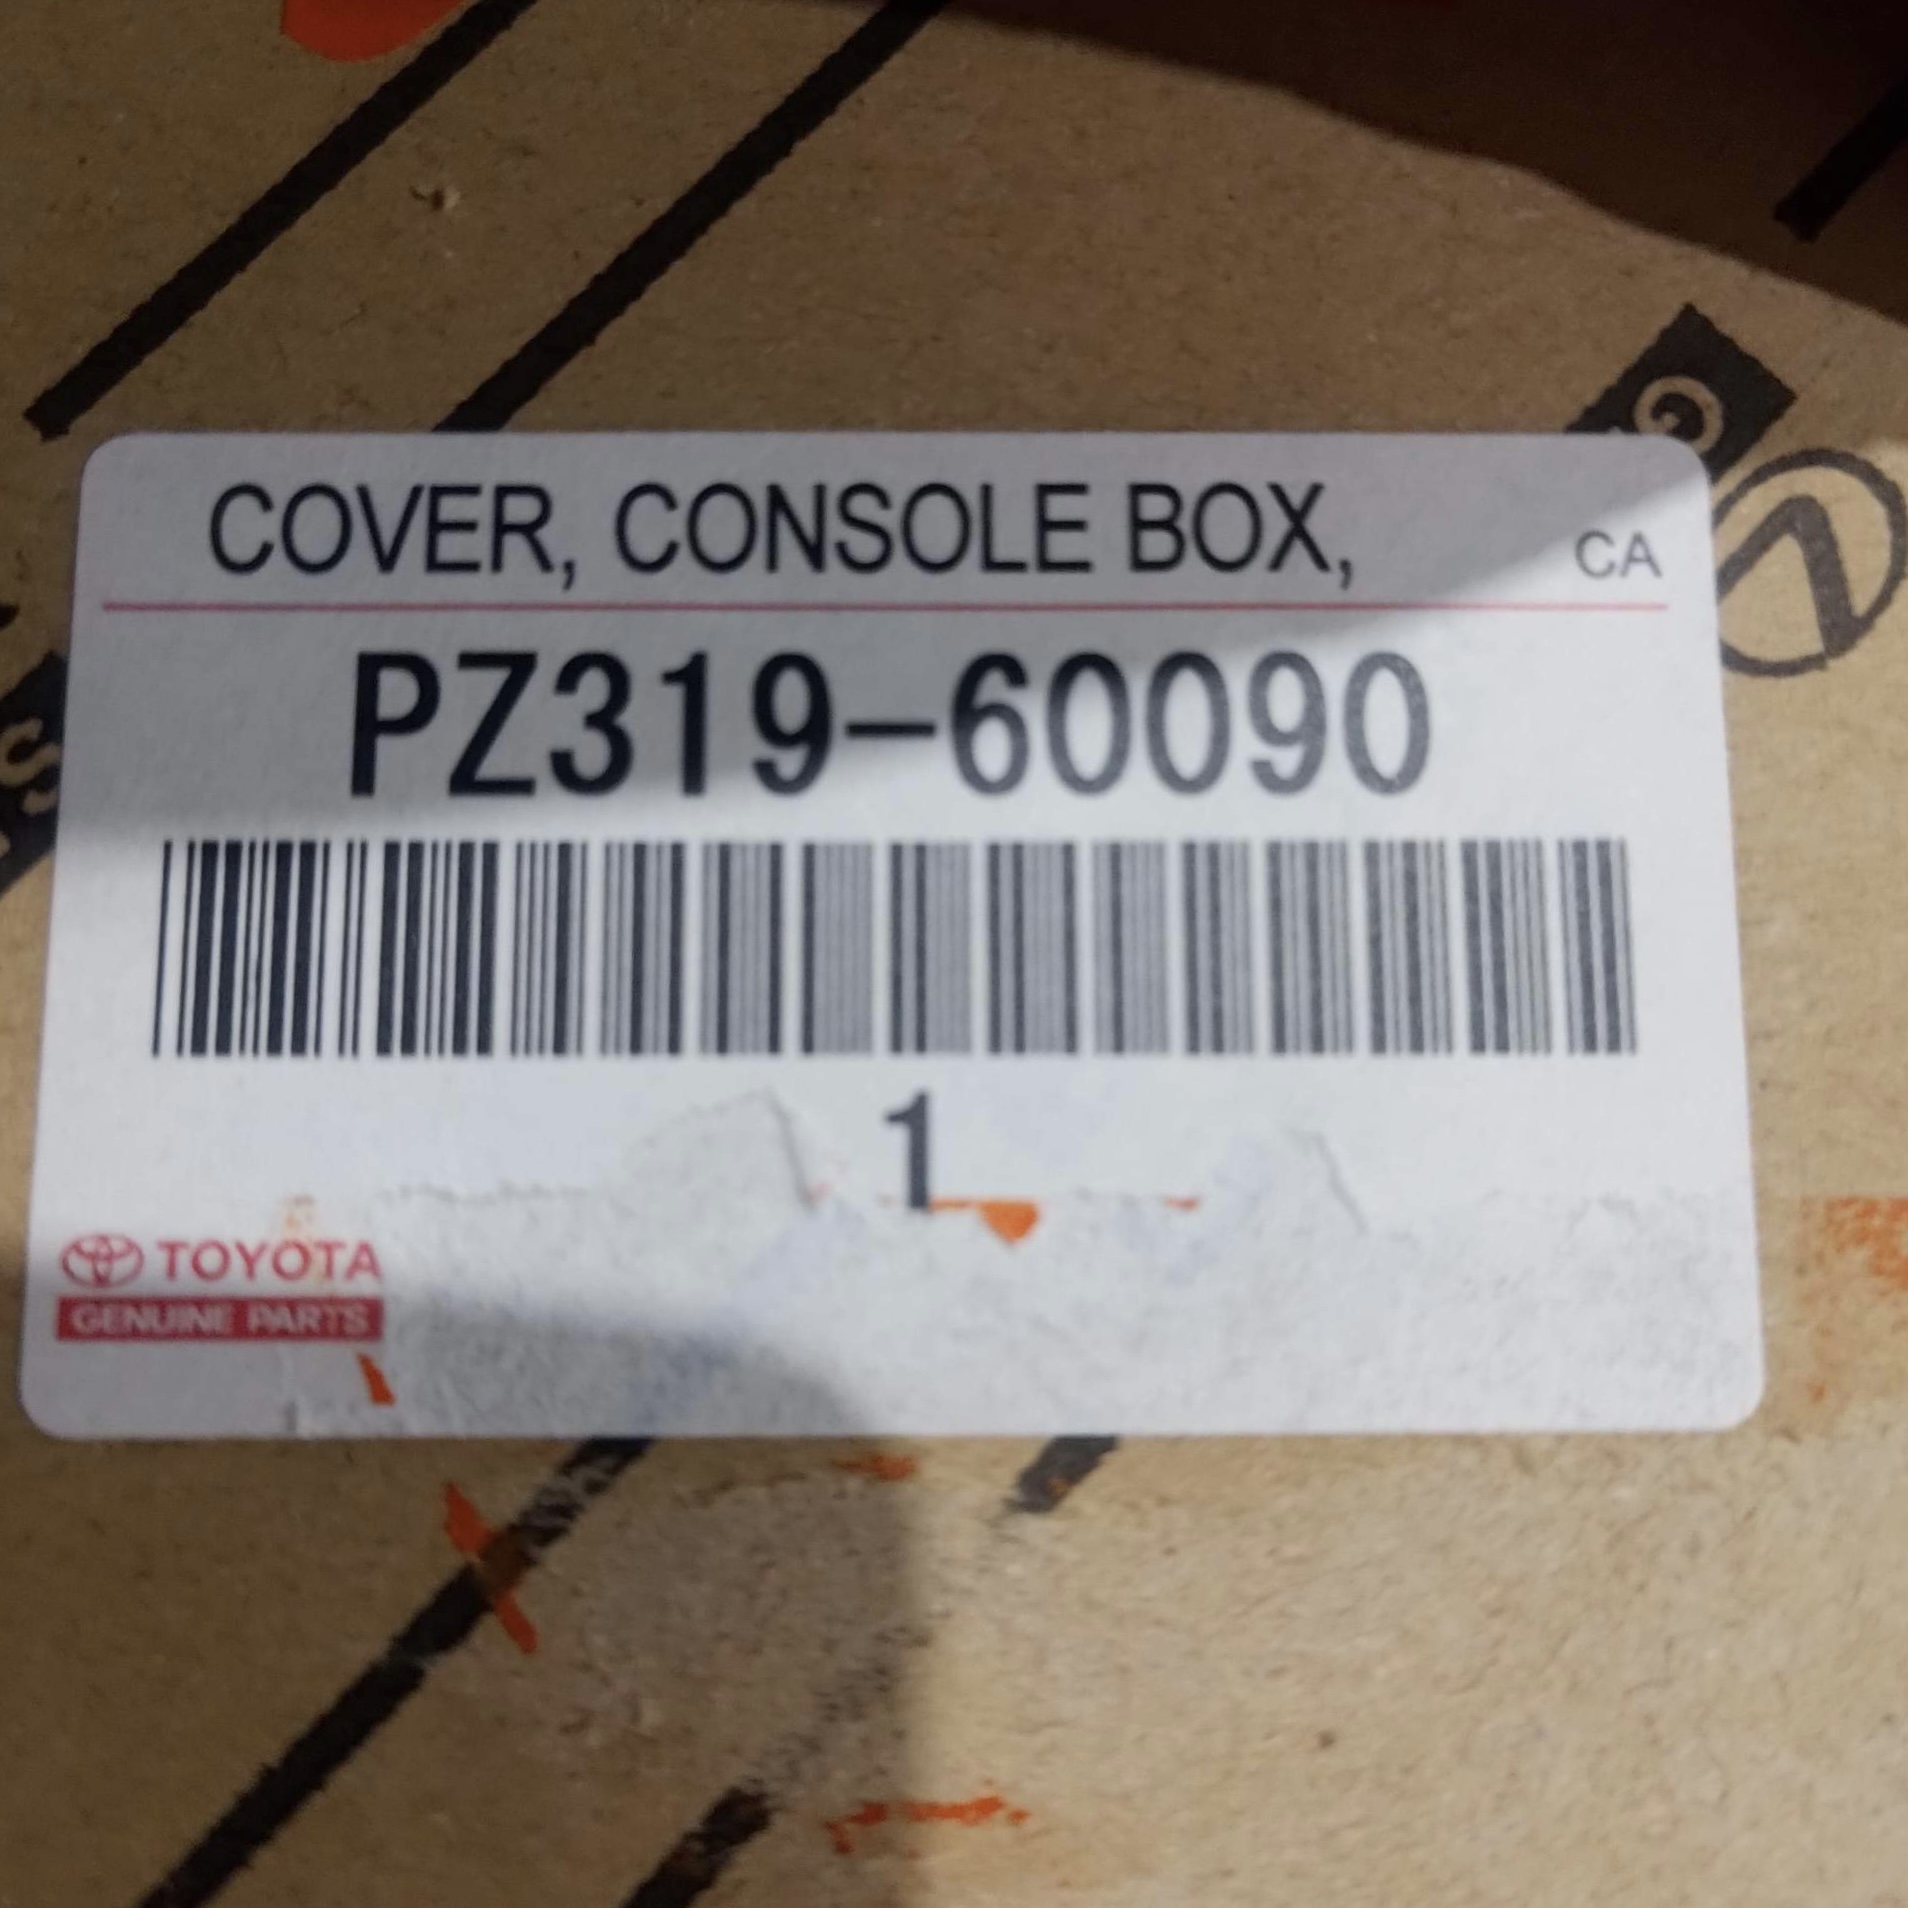 COVER, CONSOLE BOX,
CA
PZ319-60090
1
TOYOTA
GENUINE PARTS